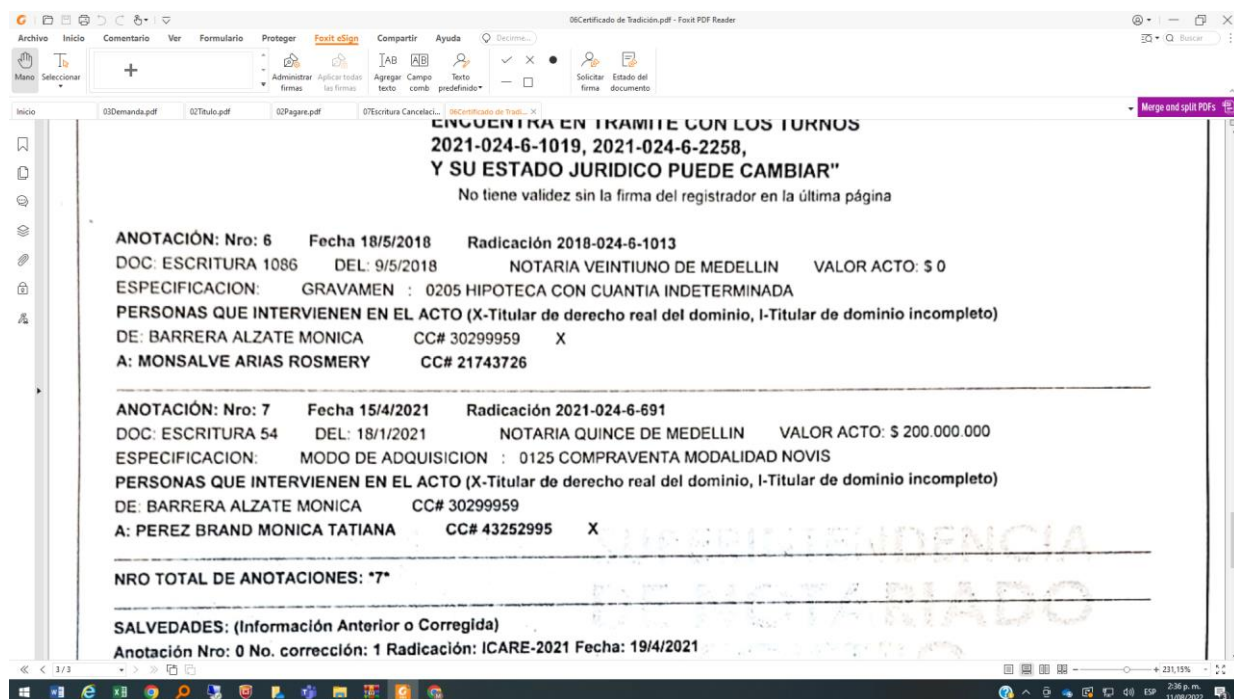 06Certificado de Tradición.pdf - Foxit PDF Reader
Archivo Inicio Comentario Ver Formulario Proteger Foxit eSign Compartir Ayuda Decirme... Buscar
Mano Seleccionar Administrar firmas Aplicar todas las firmas Agregar texto Campo comb Texto predefinido Solicitar firma Estado del documento
Inicio 03Demanda.pdf 02Titulo.pdf 02Pagare.pdf 07Escritura Cancelaci... 06Certificado de Tradi... Merge and split PDFs
ENCUENTRA EN TRAMITE CON LOS TURNOS
2021-024-6-1019, 2021-024-6-2258,
Y SU ESTADO JURIDICO PUEDE CAMBIAR"
No tiene validez sin la firma del registrador en la última página
ANOTACIÓN: Nro: 6 Fecha 18/5/2018 Radicación 2018-024-6-1013
DOC: ESCRITURA 1086 DEL: 9/5/2018 NOTARIA VEINTIUNO DE MEDELLIN VALOR ACTO: $ 0
ESPECIFICACION: GRAVAMEN : 0205 HIPOTECA CON CUANTIA INDETERMINADA
PERSONAS QUE INTERVIENEN EN EL ACTO (X-Titular de derecho real del dominio, I-Titular de dominio incompleto)
DE: BARRERA ALZATE MONICA CC# 30299959 X
A: MONSALVE ARIAS ROSMERY CC# 21743726
ANOTACIÓN: Nro: 7 Fecha 15/4/2021 Radicación 2021-024-6-691
DOC: ESCRITURA 54 DEL: 18/1/2021 NOTARIA QUINCE DE MEDELLIN VALOR ACTO: $ 200.000.000
ESPECIFICACION: MODO DE ADQUISICION : 0125 COMPRAVENTA MODALIDAD NOVIS
PERSONAS QUE INTERVIENEN EN EL ACTO (X-Titular de derecho real del dominio, I-Titular de dominio incompleto)
DE: BARRERA ALZATE MONICA CC# 30299959
A: PEREZ BRAND MONICA TATIANA CC# 43252995 X
SUPERINTENDENCIA
NRO TOTAL DE ANOTACIONES: *7*
DE NOTARIADO
SALVEDADES: (Información Anterior o Corregida)
Anotación Nro: 0 No. corrección: 1 Radicación: ICARE-2021 Fecha: 19/4/2021
3/3 231,15%
ESP 2:36 p. m.
11/08/2022